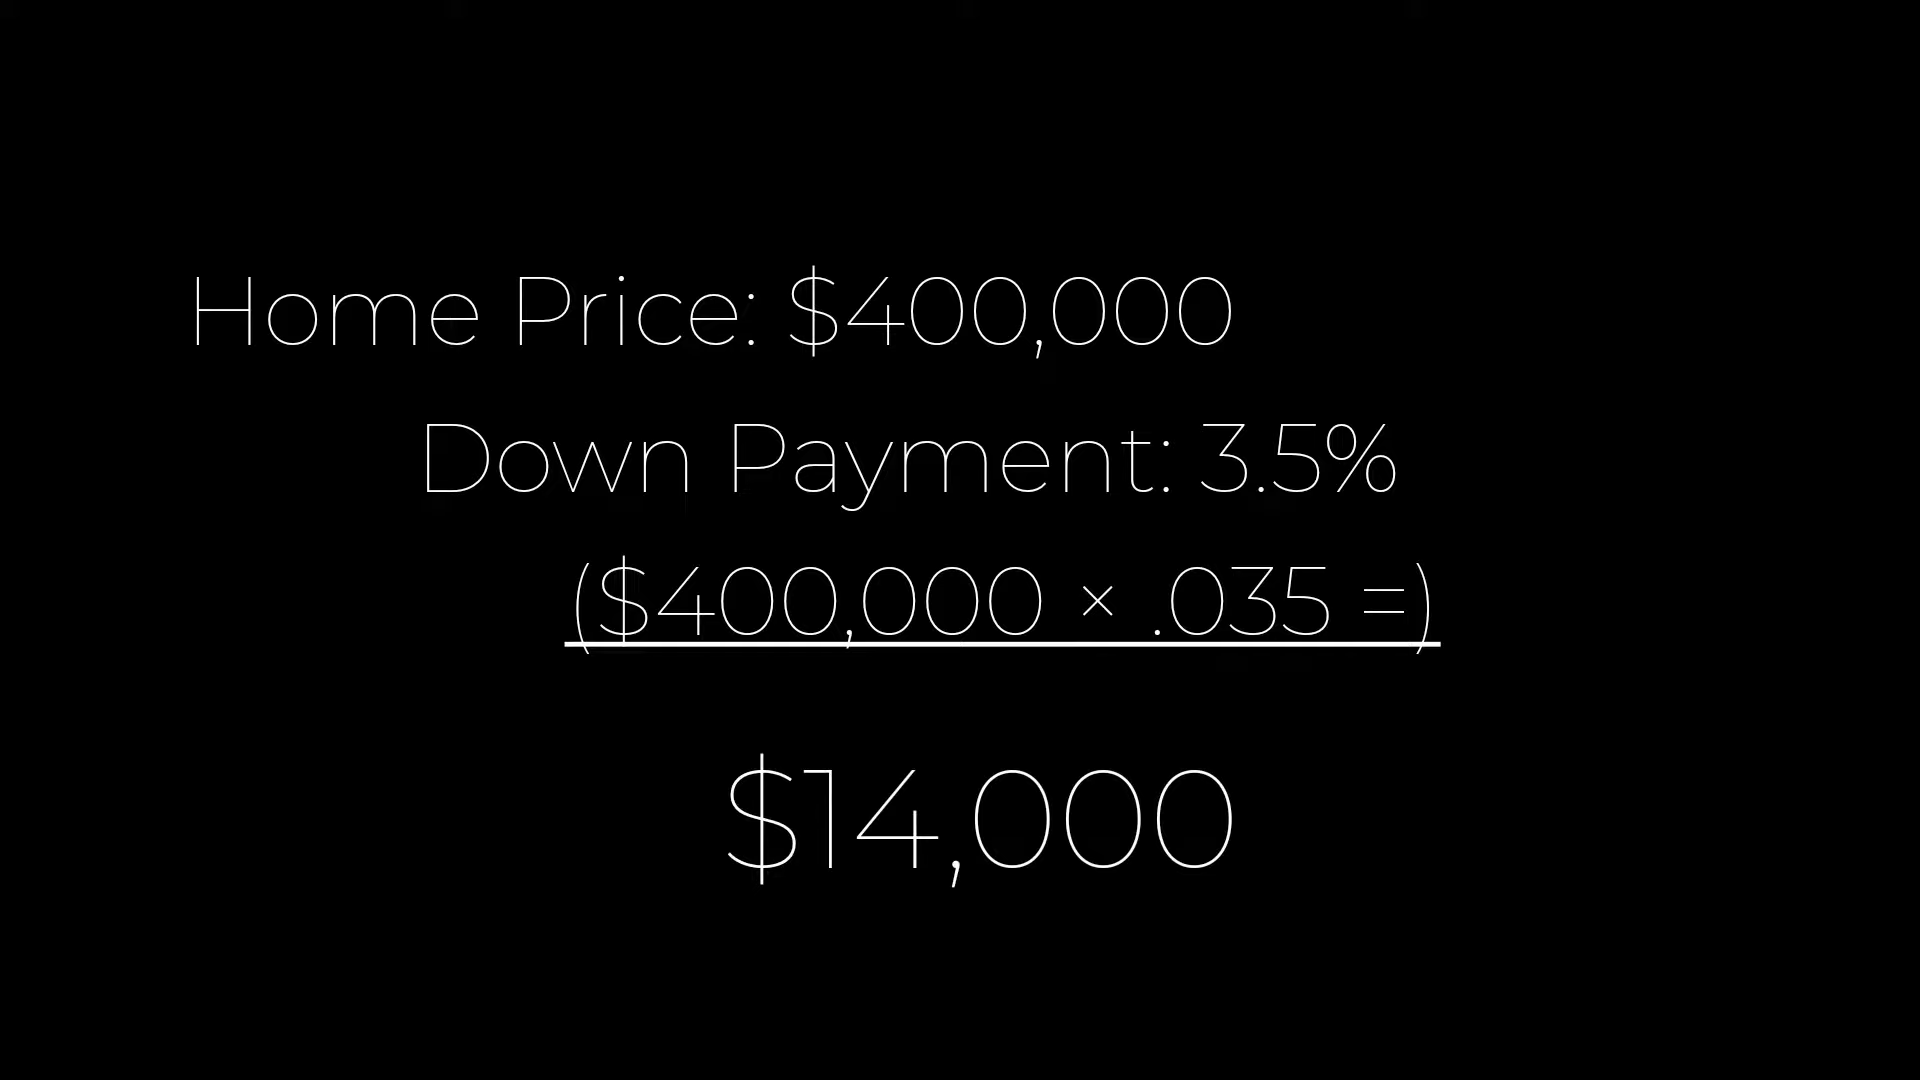 Home Price: $400,000
Down Payment: 3.5%
($400,000 × .035 =)
$14,000